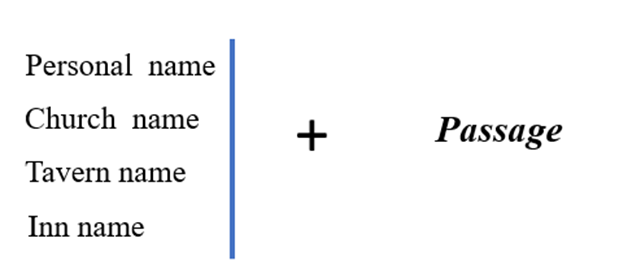 Personal name
Church name
Tavern name
Inn name
+
Passage